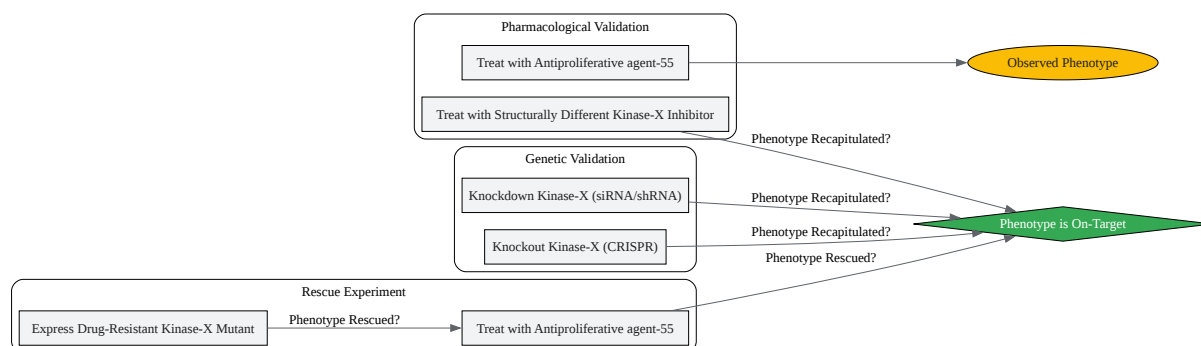 Pharmacological Validation
Treat with Antiproliferative agent-55
Observed Phenotype
Treat with Structurally Different Kinase-X Inhibitor
Phenotype Recapitulated?
Genetic Validation
Knockdown Kinase-X (siRNA/shRNA)
Phenotype Recapitulated?
Phenotype is On-Target
Knockout Kinase-X (CRISPR)
Phenotype Recapitulated?
Phenotype Rescued?
Rescue Experiment
Express Drug-Resistant Kinase-X Mutant
Phenotype Rescued?
Treat with Antiproliferative agent-55